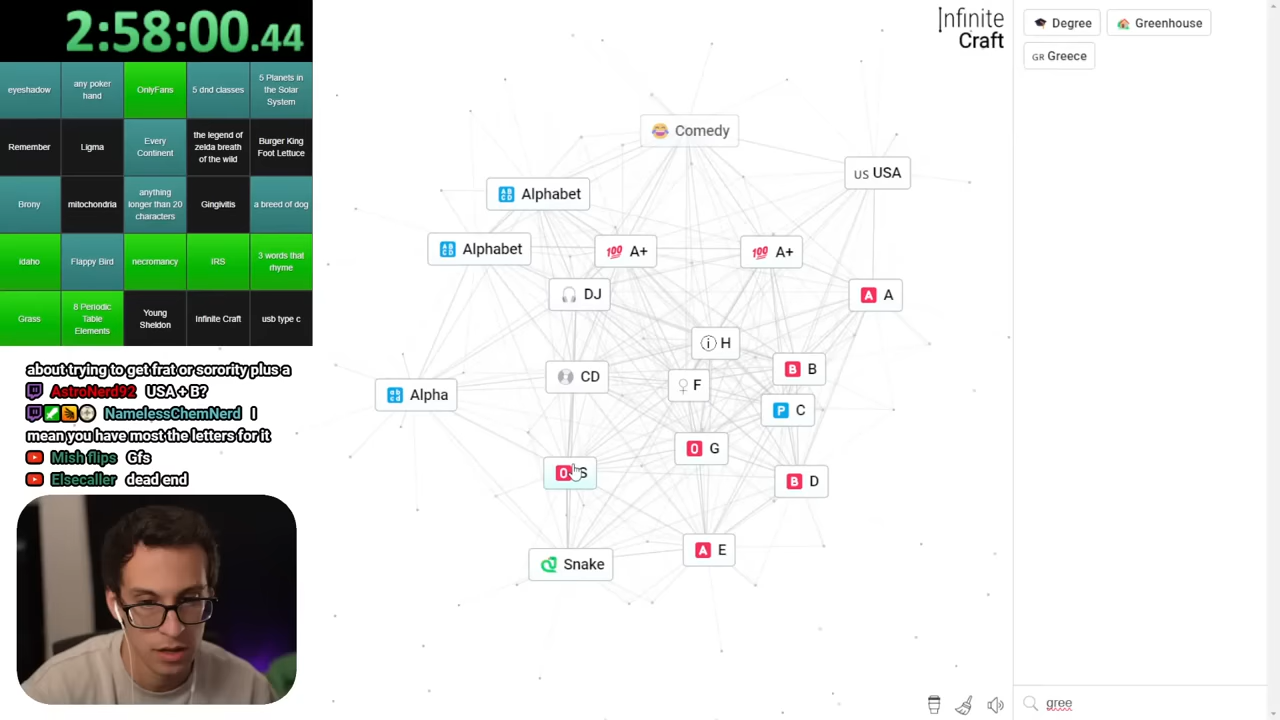 2:58:00.44
eyeshadow
any poker
hand
OnlyFans
5 dnd classes
5 Planets in
the Solar
System
Remember
Ligma
Every
Continent
the legend of
zelda breath
of the wild
Burger King
Foot Lettuce
Brony
mitochondria
anything
longer than 20
characters
Gingivitis
a breed of dog
idaho
Flappy Bird
necromancy
IRS
3 words that
rhyme
Grass
8 Periodic
Table
Elements
Young
Sheldon
Infinite Craft
usb type c
about trying to get frat or sorority plus a
AstroNerd92 USA + B?
NamelessChemNerd I
mean you have most the letters for it
Mish flips Gfs
Elsecaller dead end
Infinite
Craft
Comedy
US USA
Alphabet
Alphabet
100 A+
100 A+
DJ
A A
H
CD
F
B B
P C
Alpha
O G
O S
B D
A E
Snake
Degree
Greenhouse
GR Greece
gree